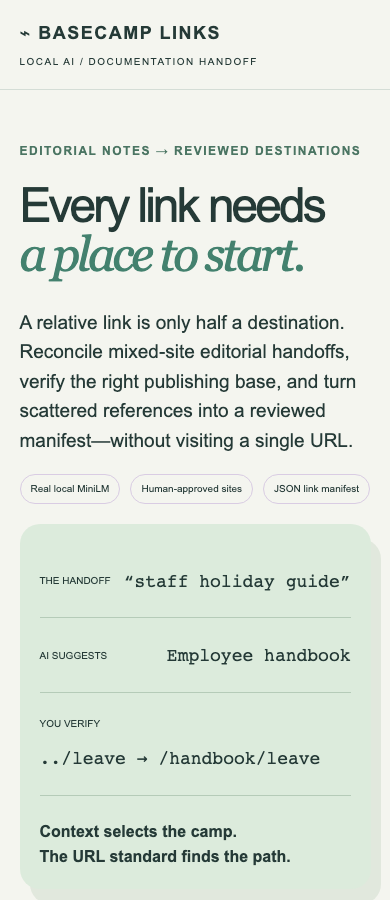 ⌁ BASECAMP LINKS
LOCAL AI / DOCUMENTATION HANDOFF
EDITORIAL NOTES → REVIEWED DESTINATIONS
Every link needs
a place to start.
A relative link is only half a destination.
Reconcile mixed-site editorial handoffs,
verify the right publishing base, and turn
scattered references into a reviewed
manifest—without visiting a single URL.
Real local MiniLM
Human-approved sites
JSON link manifest
THE HANDOFF “staff holiday guide”
AI SUGGESTS Employee handbook
YOU VERIFY
../leave → /handbook/leave
Context selects the camp.
The URL standard finds the path.